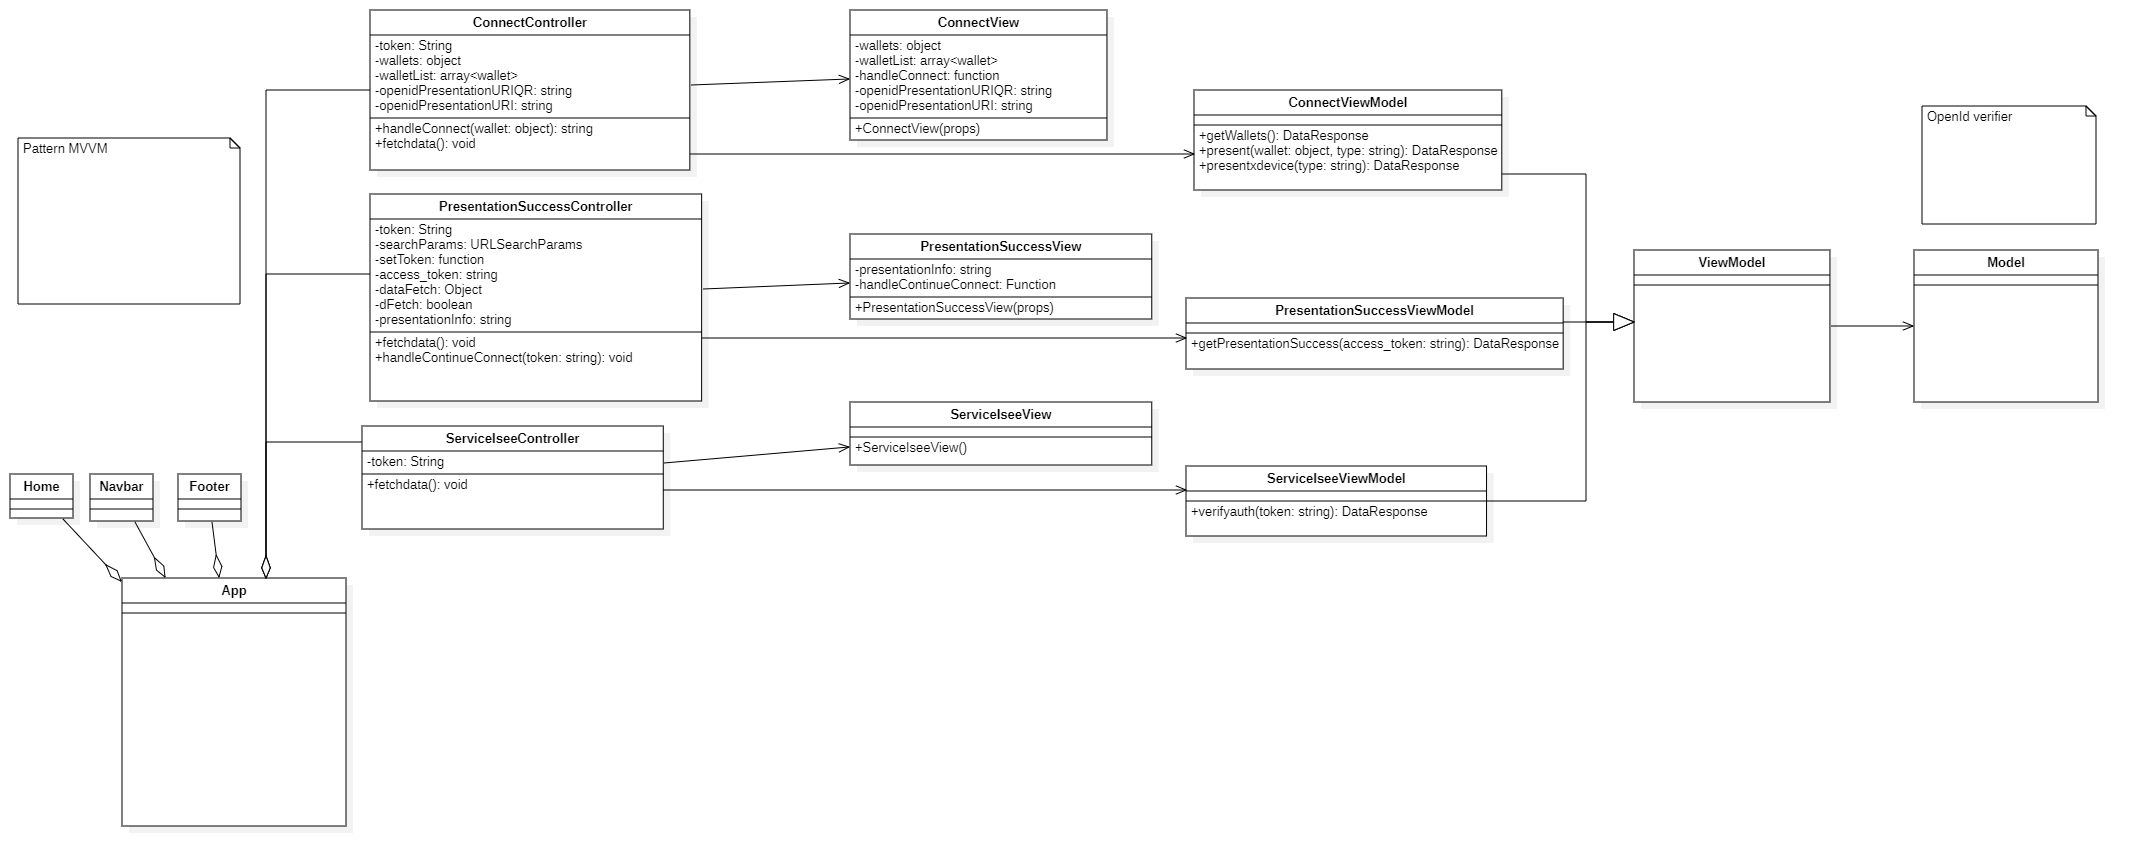 Pattern MVVM
ConnectController
-token: String
-wallets: object
-walletList: array<wallet>
-openidPresentationURIQR: string
-openidPresentationURI: string
+handleConnect(wallet: object): string
+fetchdata(): void
ConnectView
-wallets: object
-walletList: array<wallet>
-handleConnect: function
-openidPresentationURIQR: string
-openidPresentationURI: string
+ConnectView(props)
ConnectViewModel
+getWallets(): DataResponse
+present(wallet: object, type: string): DataResponse
+presentxdevice(type: string): DataResponse
OpenId verifier
PresentationSuccessController
-token: String
-searchParams: URLSearchParams
-setToken: function
-access_token: string
-dataFetch: Object
-dFetch: boolean
-presentationInfo: string
+fetchdata(): void
+handleContinueConnect(token: string): void
PresentationSuccessView
-presentationInfo: string
-handleContinueConnect: Function
+PresentationSuccessView(props)
PresentationSuccessViewModel
+getPresentationSuccess(access_token: string): DataResponse
ViewModel
Model
ServiceIseeController
-token: String
+fetchdata(): void
ServiceIseeView
+ServiceIseeView()
ServiceIseeViewModel
+verifyauth(token: string): DataResponse
Home
Navbar
Footer
App